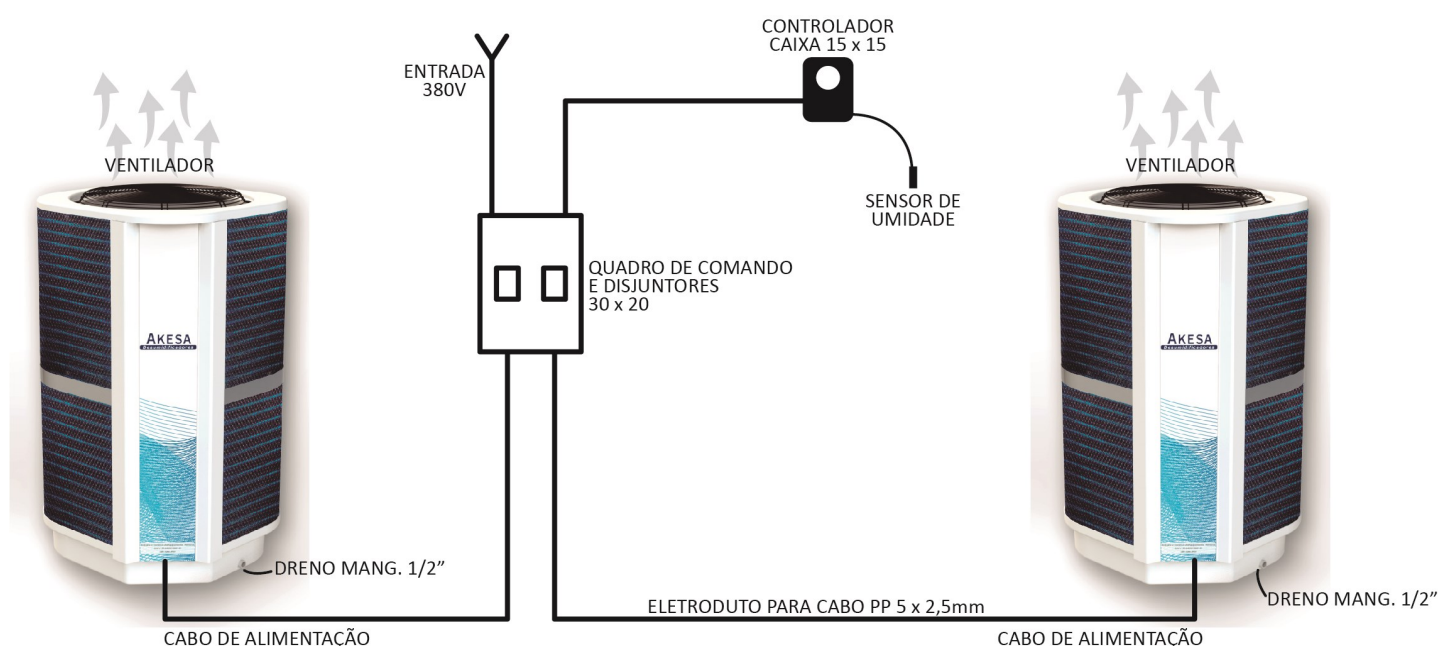 CONTROLADOR
CAIXA 15 x 15
ENTRADA
380V
VENTILADOR
VENTILADOR
SENSOR DE
UMIDADE
QUADRO DE COMANDO
E DISJUNTORES
30 x 20
AKESA
AKESA
DRENO MANG. 1/2”
DRENO MANG. 1/2”
ELETRODUTO PARA CABO PP 5 x 2,5mm
CABO DE ALIMENTAÇÃO
CABO DE ALIMENTAÇÃO